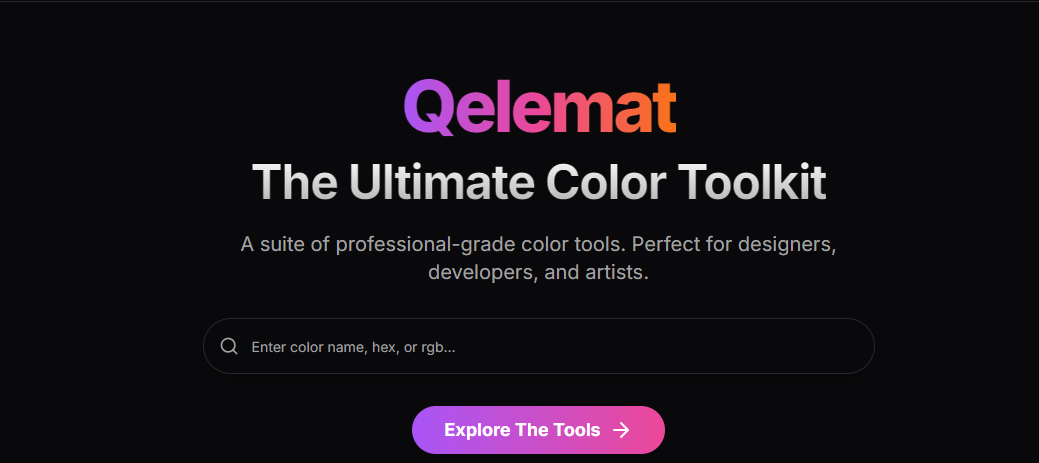 Qelemat
The Ultimate Color Toolkit
A suite of professional-grade color tools. Perfect for designers,
developers, and artists.
Enter color name, hex, or rgb...
Explore The Tools